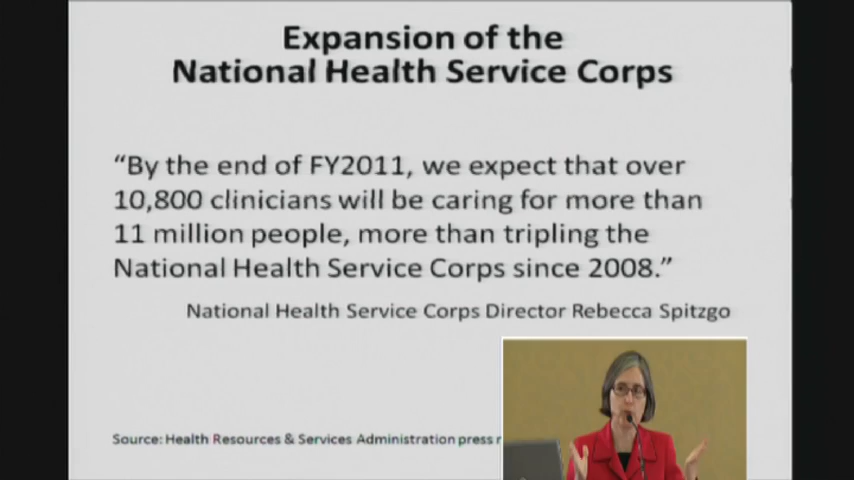 Expansion of the
National Health Service Corps
“By the end of FY2011, we expect that over
10,800 clinicians will be caring for more than
11 million people, more than tripling the
National Health Service Corps since 2008.”
National Health Service Corps Director Rebecca Spitzgo
Source: Health Resources & Services Administration press